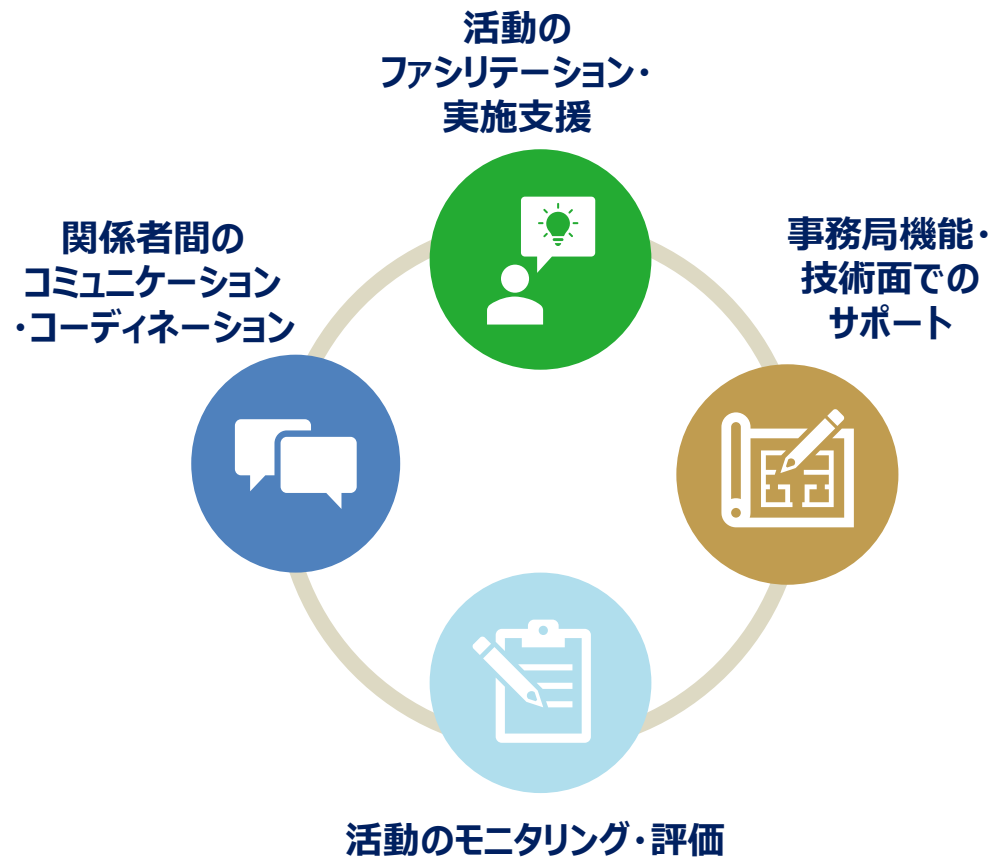 活動の
ファシリテーション・
実施支援
関係者間の
コミュニケーション
・コーディネーション
事務局機能・
技術面での
サポート
活動のモニタリング・評価